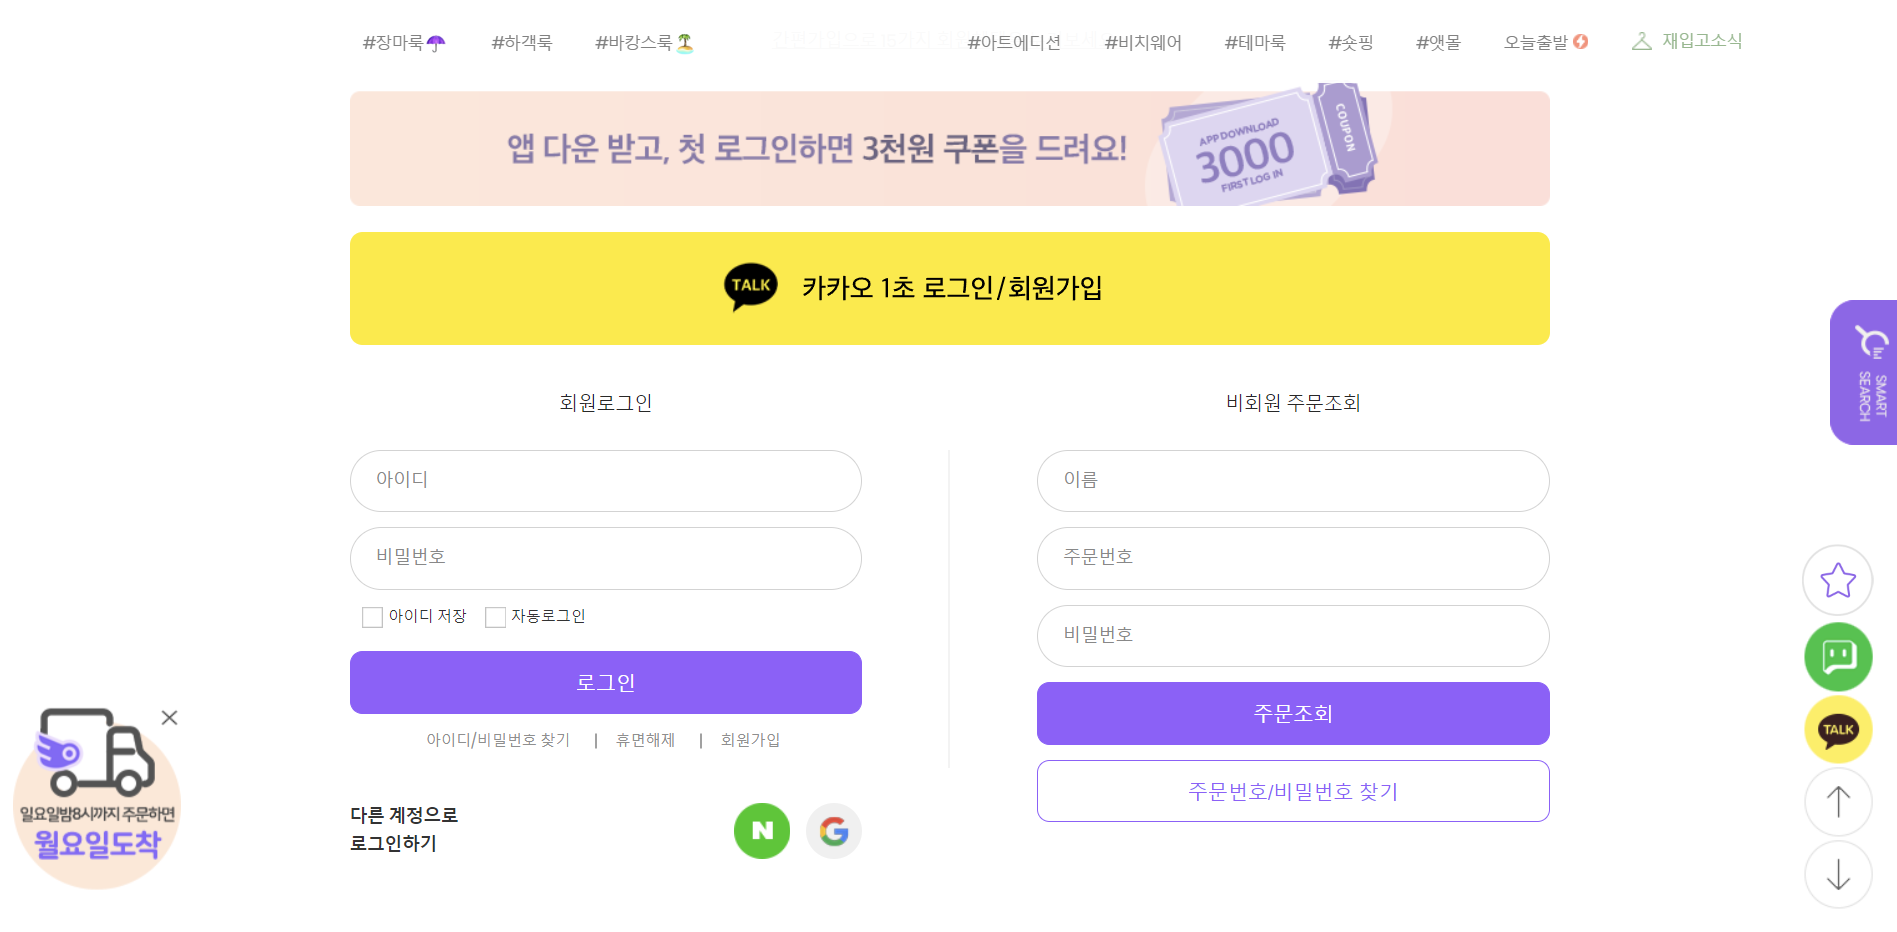 #장마룩 #하객룩 #바캉스룩 #아트에디션 #비치웨어 #테마룩 #숏핑 #앳몰 오늘출발 재입고소식
앱 다운 받고, 첫 로그인하면 3천원 쿠폰을 드려요!
APP DOWNLOAD
3000
FIRST LOG IN
COUPON
TALK 카카오 1초 로그인/회원가입
SMART
SEARCH
회원로그인
아이디
비밀번호
아이디 저장 자동로그인
로그인
아이디/비밀번호 찾기 | 휴면해제 | 회원가입
다른 계정으로
로그인하기
N G
비회원 주문조회
이름
주문번호
비밀번호
주문조회
주문번호/비밀번호 찾기
일요일밤8시까지 주문하면
월요일도착
TALK